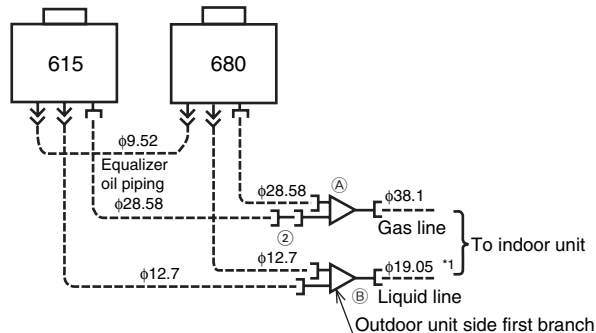 615
680
φ9.52
Equalizer
oil piping
φ28.58
φ28.58
Ⓐ
φ38.1
②
Gas line
To indoor unit
φ12.7
φ12.7
φ19.05 *1
Ⓑ
Liquid line
Outdoor unit side first branch